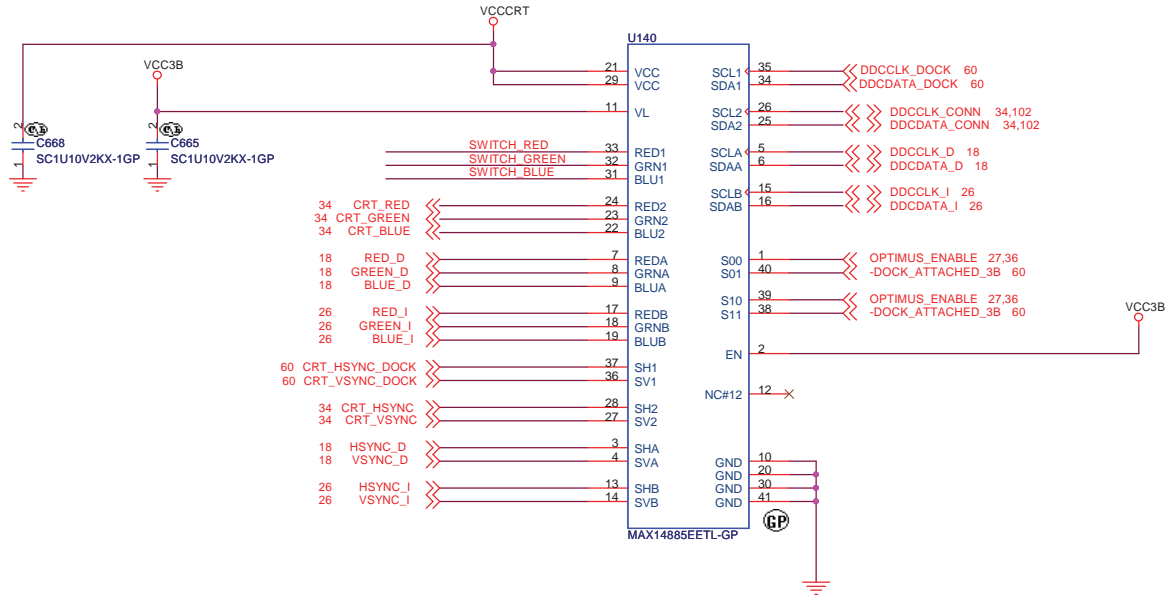 VCCCRT
VCC3B
2
C668
SC1U10V2KX-1GP
1
2
C665
SC1U10V2KX-1GP
1
U140
21 VCC SCL1 35 DDCCLK_DOCK 60
29 VCC SDA1 34 DDCDATA_DOCK 60
11 VL SCL2 26 DDCCLK_CONN 34,102
SDA2 25 DDCDATA_CONN 34,102
SWITCH_RED 33 RED1 SCLA 5 DDCCLK_D 18
SWITCH_GREEN 32 GRN1 SDAA 6 DDCDATA_D 18
SWITCH_BLUE 31 BLU1
SCLB 15 DDCCLK_I 26
34 CRT_RED 24 RED2 SDAB 16 DDCDATA_I 26
34 CRT_GREEN 23 GRN2
34 CRT_BLUE 22 BLU2
18 RED_D 7 REDA S00 1 OPTIMUS_ENABLE 27,36
18 GREEN_D 8 GRNA S01 40 -DOCK_ATTACHED_3B 60
18 BLUE_D 9 BLUA
S10 39 OPTIMUS_ENABLE 27,36
26 RED_I 17 REDB S11 38 -DOCK_ATTACHED_3B 60
26 GREEN_I 18 GRNB
26 BLUE_I 19 BLUB
VCC3B
EN 2
60 CRT_HSYNC_DOCK 37 SH1
60 CRT_VSYNC_DOCK 36 SV1
NC#12 12
34 CRT_HSYNC 28 SH2
34 CRT_VSYNC 27 SV2
18 HSYNC_D 3 SHA
18 VSYNC_D 4 SVA
GND 10
GND 20
26 HSYNC_I 13 SHB GND 30
26 VSYNC_I 14 SVB GND 41
GP
MAX14885EETL-GP